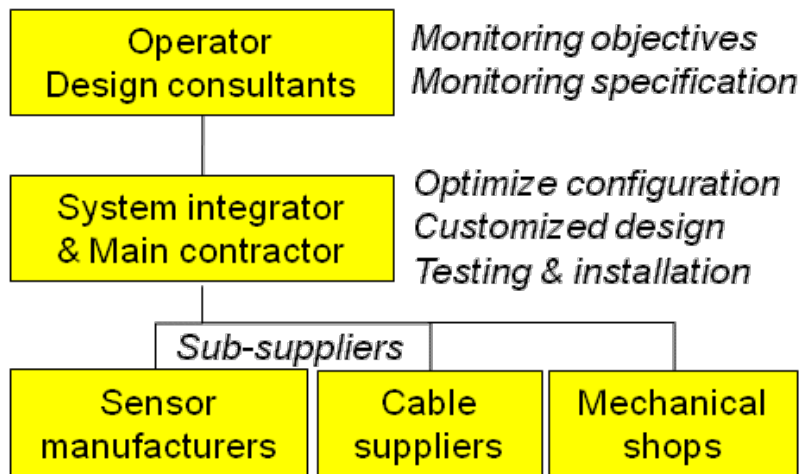 Operator
Design consultants
Monitoring objectives
Monitoring specification
System integrator
& Main contractor
Optimize configuration
Customized design
Testing & installation
Sub-suppliers
Sensor
manufacturers
Cable
suppliers
Mechanical
shops